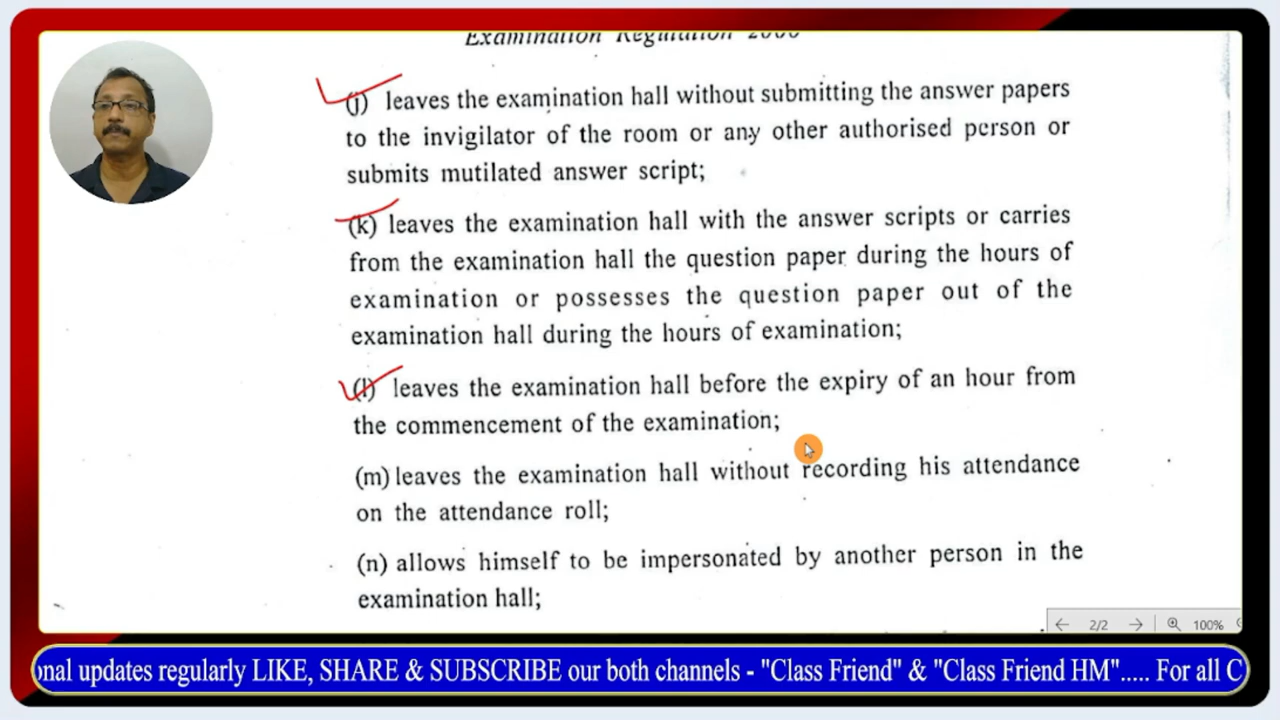 Examination Regulation 2000
(j) leaves the examination hall without submitting the answer papers
to the invigilator of the room or any other authorised person or
submits mutilated answer script;
(k) leaves the examination hall with the answer scripts or carries
from the examination hall the question paper during the hours of
examination or possesses the question paper out of the
examination hall during the hours of examination;
(l) leaves the examination hall before the expiry of an hour from
the commencement of the examination;
(m) leaves the examination hall without recording his attendance
on the attendance roll;
(n) allows himself to be impersonated by another person in the
examination hall;
2/2 100%
onal updates regularly LIKE, SHARE & SUBSCRIBE our both channels - "Class Friend" & "Class Friend HM"..... For all C